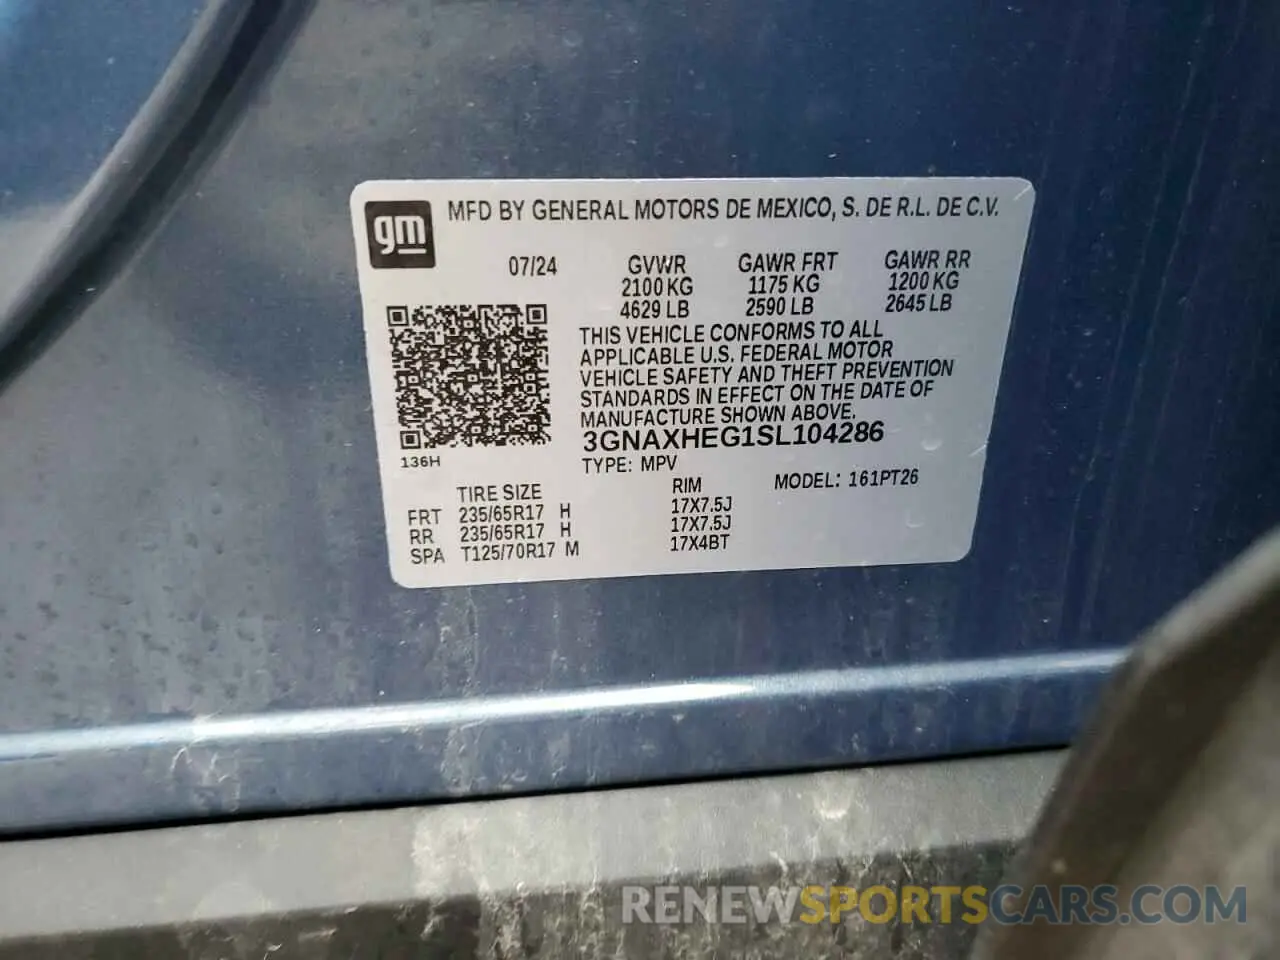 gm
MFD BY GENERAL MOTORS DE MEXICO, S. DE R.L. DE C.V.
07/24 GVWR GAWR FRT GAWR RR
2100 KG 1175 KG 1200 KG
4629 LB 2590 LB 2645 LB
THIS VEHICLE CONFORMS TO ALL
APPLICABLE U.S. FEDERAL MOTOR
VEHICLE SAFETY AND THEFT PREVENTION
STANDARDS IN EFFECT ON THE DATE OF
MANUFACTURE SHOWN ABOVE.
3GNAXHEG1SL104286
136H
TYPE: MPV
MODEL: 161PT26
TIRE SIZE RIM
FRT 235/65R17 H 17X7.5J
RR 235/65R17 H 17X7.5J
SPA T125/70R17 M 17X4BT
RENEWSPORTSCARS.COM